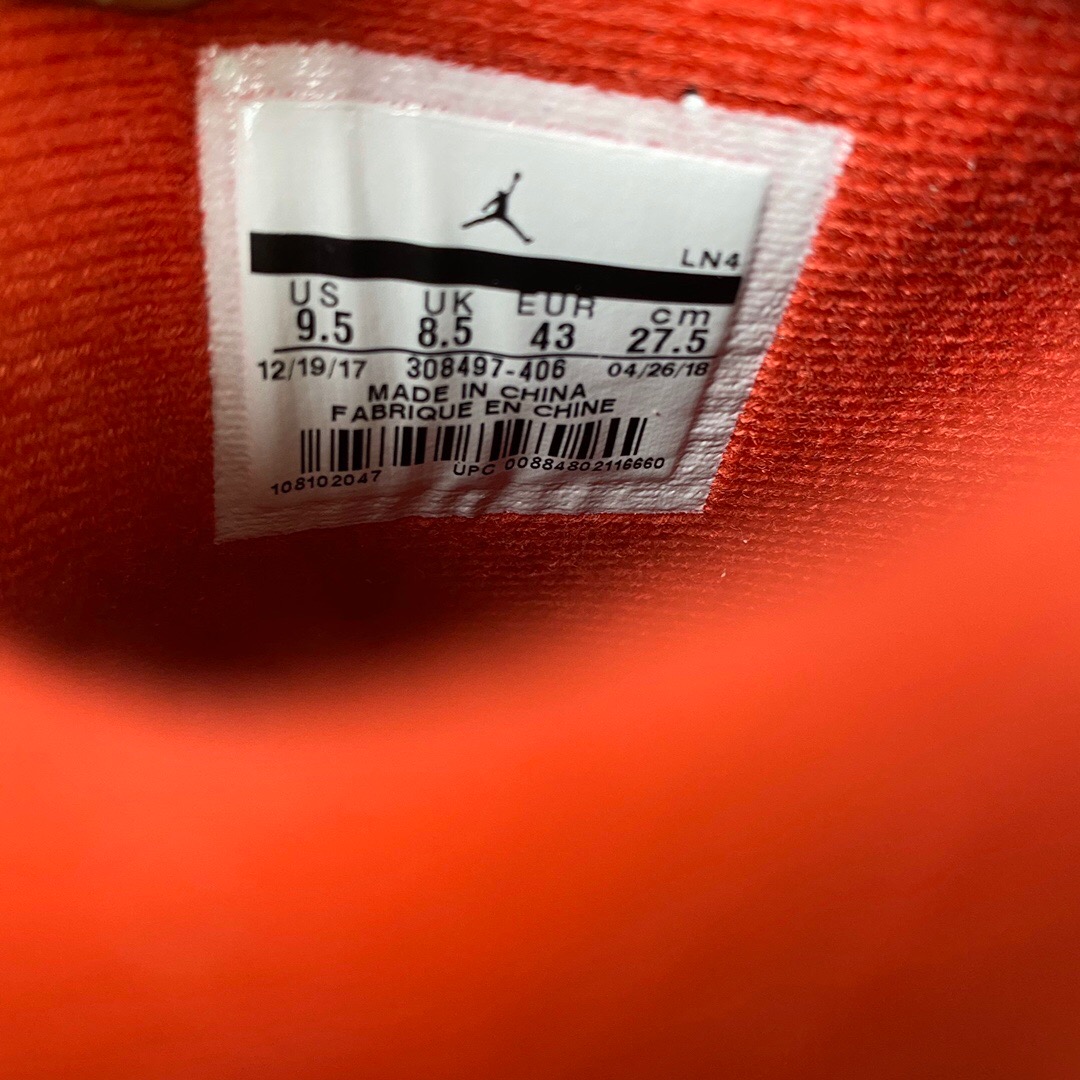 LN4
US UK EUR cm
9.5 8.5 43 27.5
12/19/17 308497-406 04/26/18
MADE IN CHINA
FABRIQUE EN CHINE
108102047 UPC 00884802116660